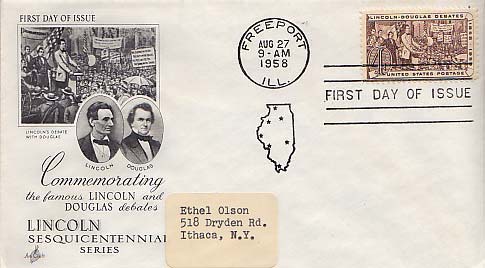 FIRST DAY OF ISSUE
LINCOLN'S DEBATE
WITH DOUGLAS
LINCOLN
DOUGLAS
Commemorating
the famous LINCOLN and
DOUGLAS debates
LINCOLN
SESQUICENTENNIAL
SERIES
ArtCraft
FREEPORT
AUG 27
9-AM
1958
ILL.
LINCOLN-DOUGLAS DEBATES
4¢
UNITED STATES POSTAGE
FIRST DAY OF ISSUE
Ethel Olson
518 Dryden Rd.
Ithaca, N.Y.